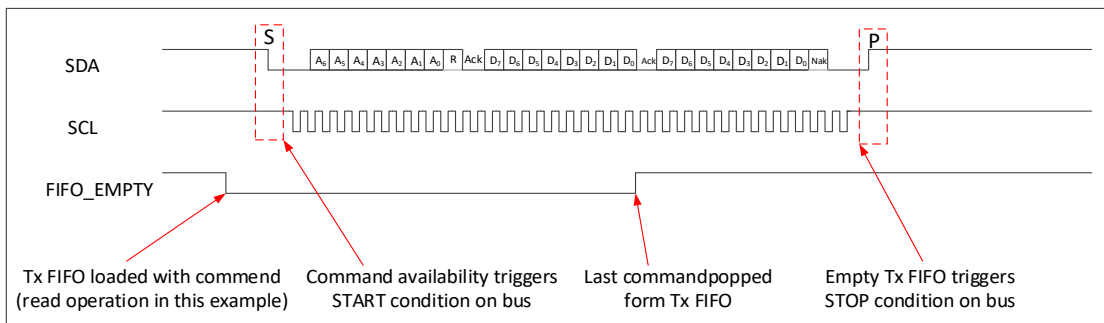 S
P
SDA
A6 A5 A4 A3 A2 A1 A0 R Ack D7 D6 D5 D4 D3 D2 D1 D0 Ack D7 D6 D5 D4 D3 D2 D1 D0 Nak
SCL
FIFO_EMPTY
Tx FIFO loaded with commend
(read operation in this example)
Command availability triggers
START condition on bus
Last commandpopped
form Tx FIFO
Empty Tx FIFO triggers
STOP condition on bus